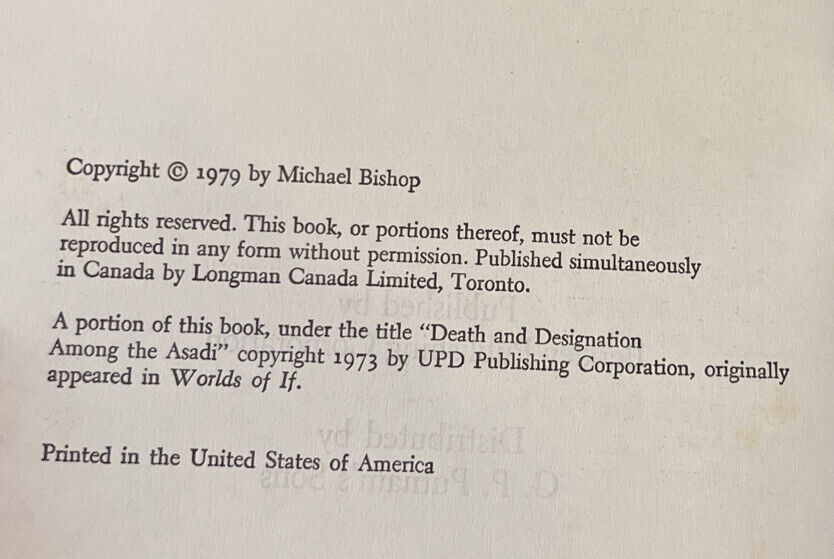 Copyright © 1979 by Michael Bishop
All rights reserved. This book, or portions thereof, must not be
reproduced in any form without permission. Published simultaneously
in Canada by Longman Canada Limited, Toronto.
A portion of this book, under the title “Death and Designation
Among the Asadi” copyright 1973 by UPD Publishing Corporation, originally
appeared in Worlds of If.
Printed in the United States of America